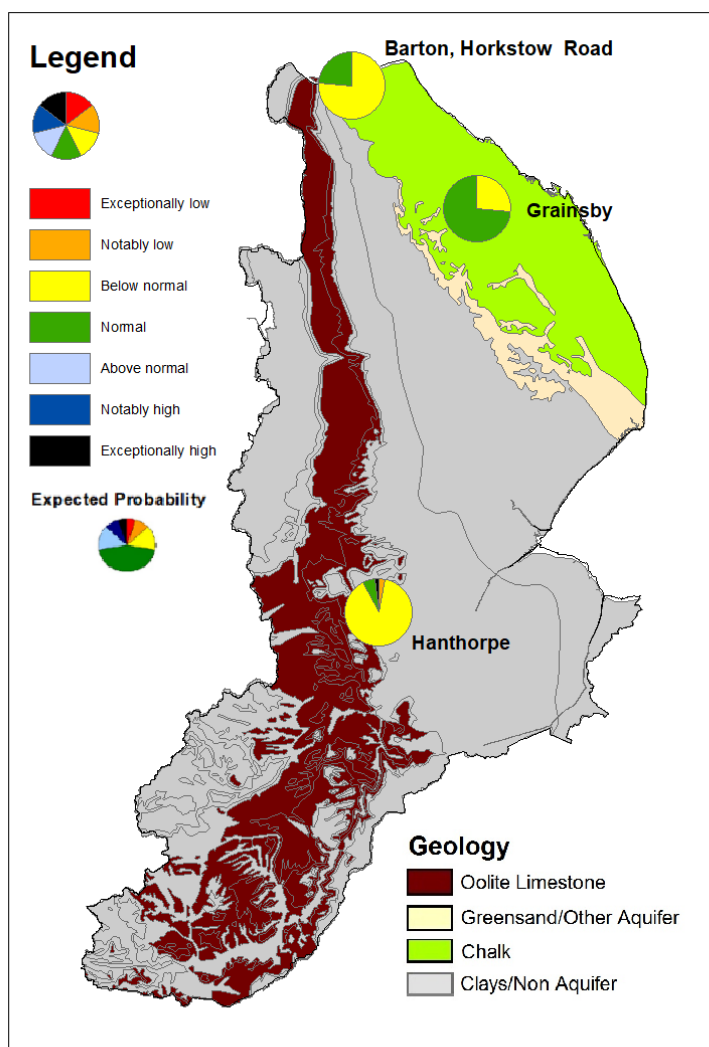 Legend
Barton, Horkstow Road
Exceptionally low
Notably low
Below normal
Normal
Above normal
Notably high
Exceptionally high
Expected Probability
Grainsby
Hanthorpe
Geology
Oolite Limestone
Greensand/Other Aquifer
Chalk
Clays/Non Aquifer